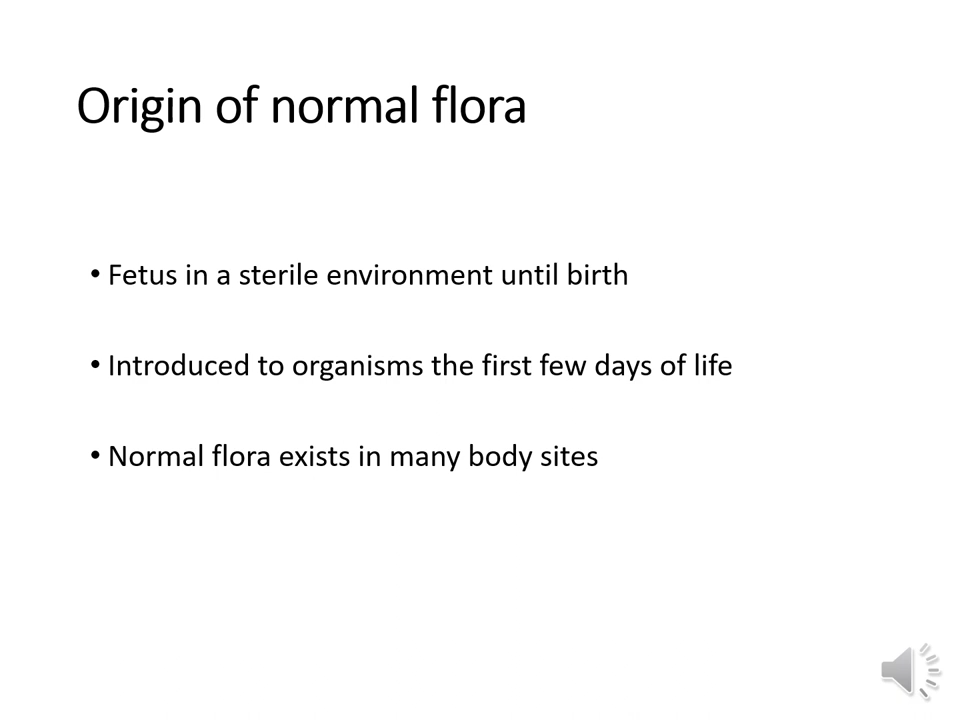 Origin of normal flora
• Fetus in a sterile environment until birth
• Introduced to organisms the first few days of life
• Normal flora exists in many body sites